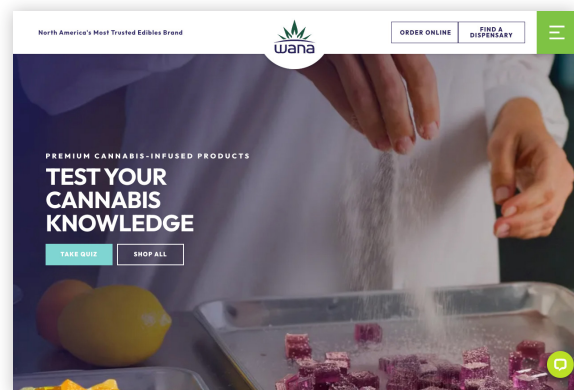 North America's Most Trusted Edibles Brand
wana
ORDER ONLINE
FIND A
DISPENSARY
PREMIUM CANNABIS-INFUSED PRODUCTS
TEST YOUR
CANNABIS
KNOWLEDGE
TAKE QUIZ
SHOP ALL